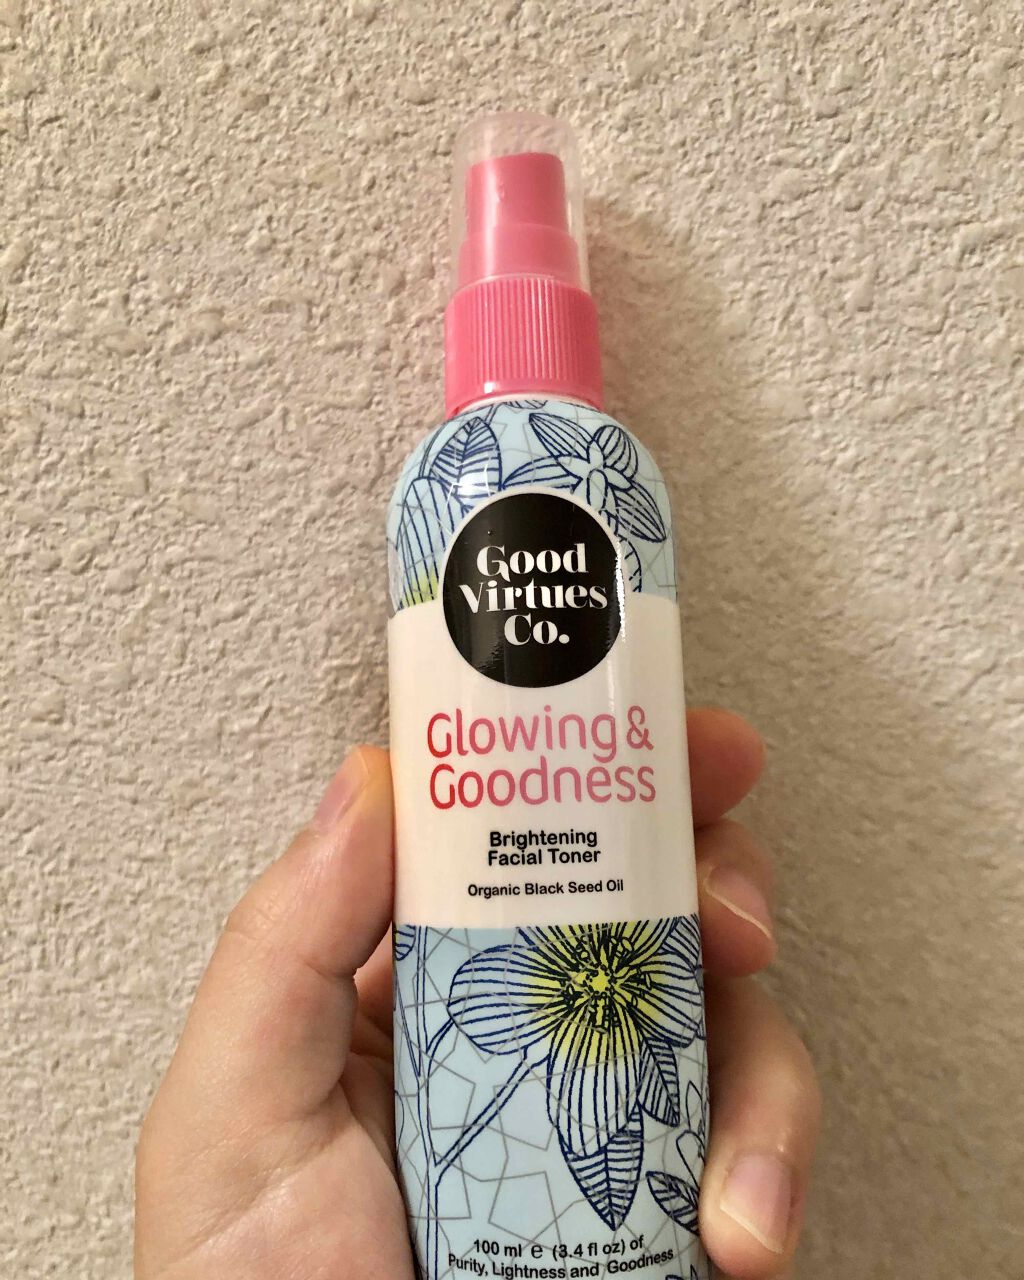 Good
Virtues
Co.
Glowing &
Goodness
Brightening
Facial Toner
Organic Black Seed Oil
100 ml ℮ (3.4 fl oz) of
Purity, Lightness and Goodness